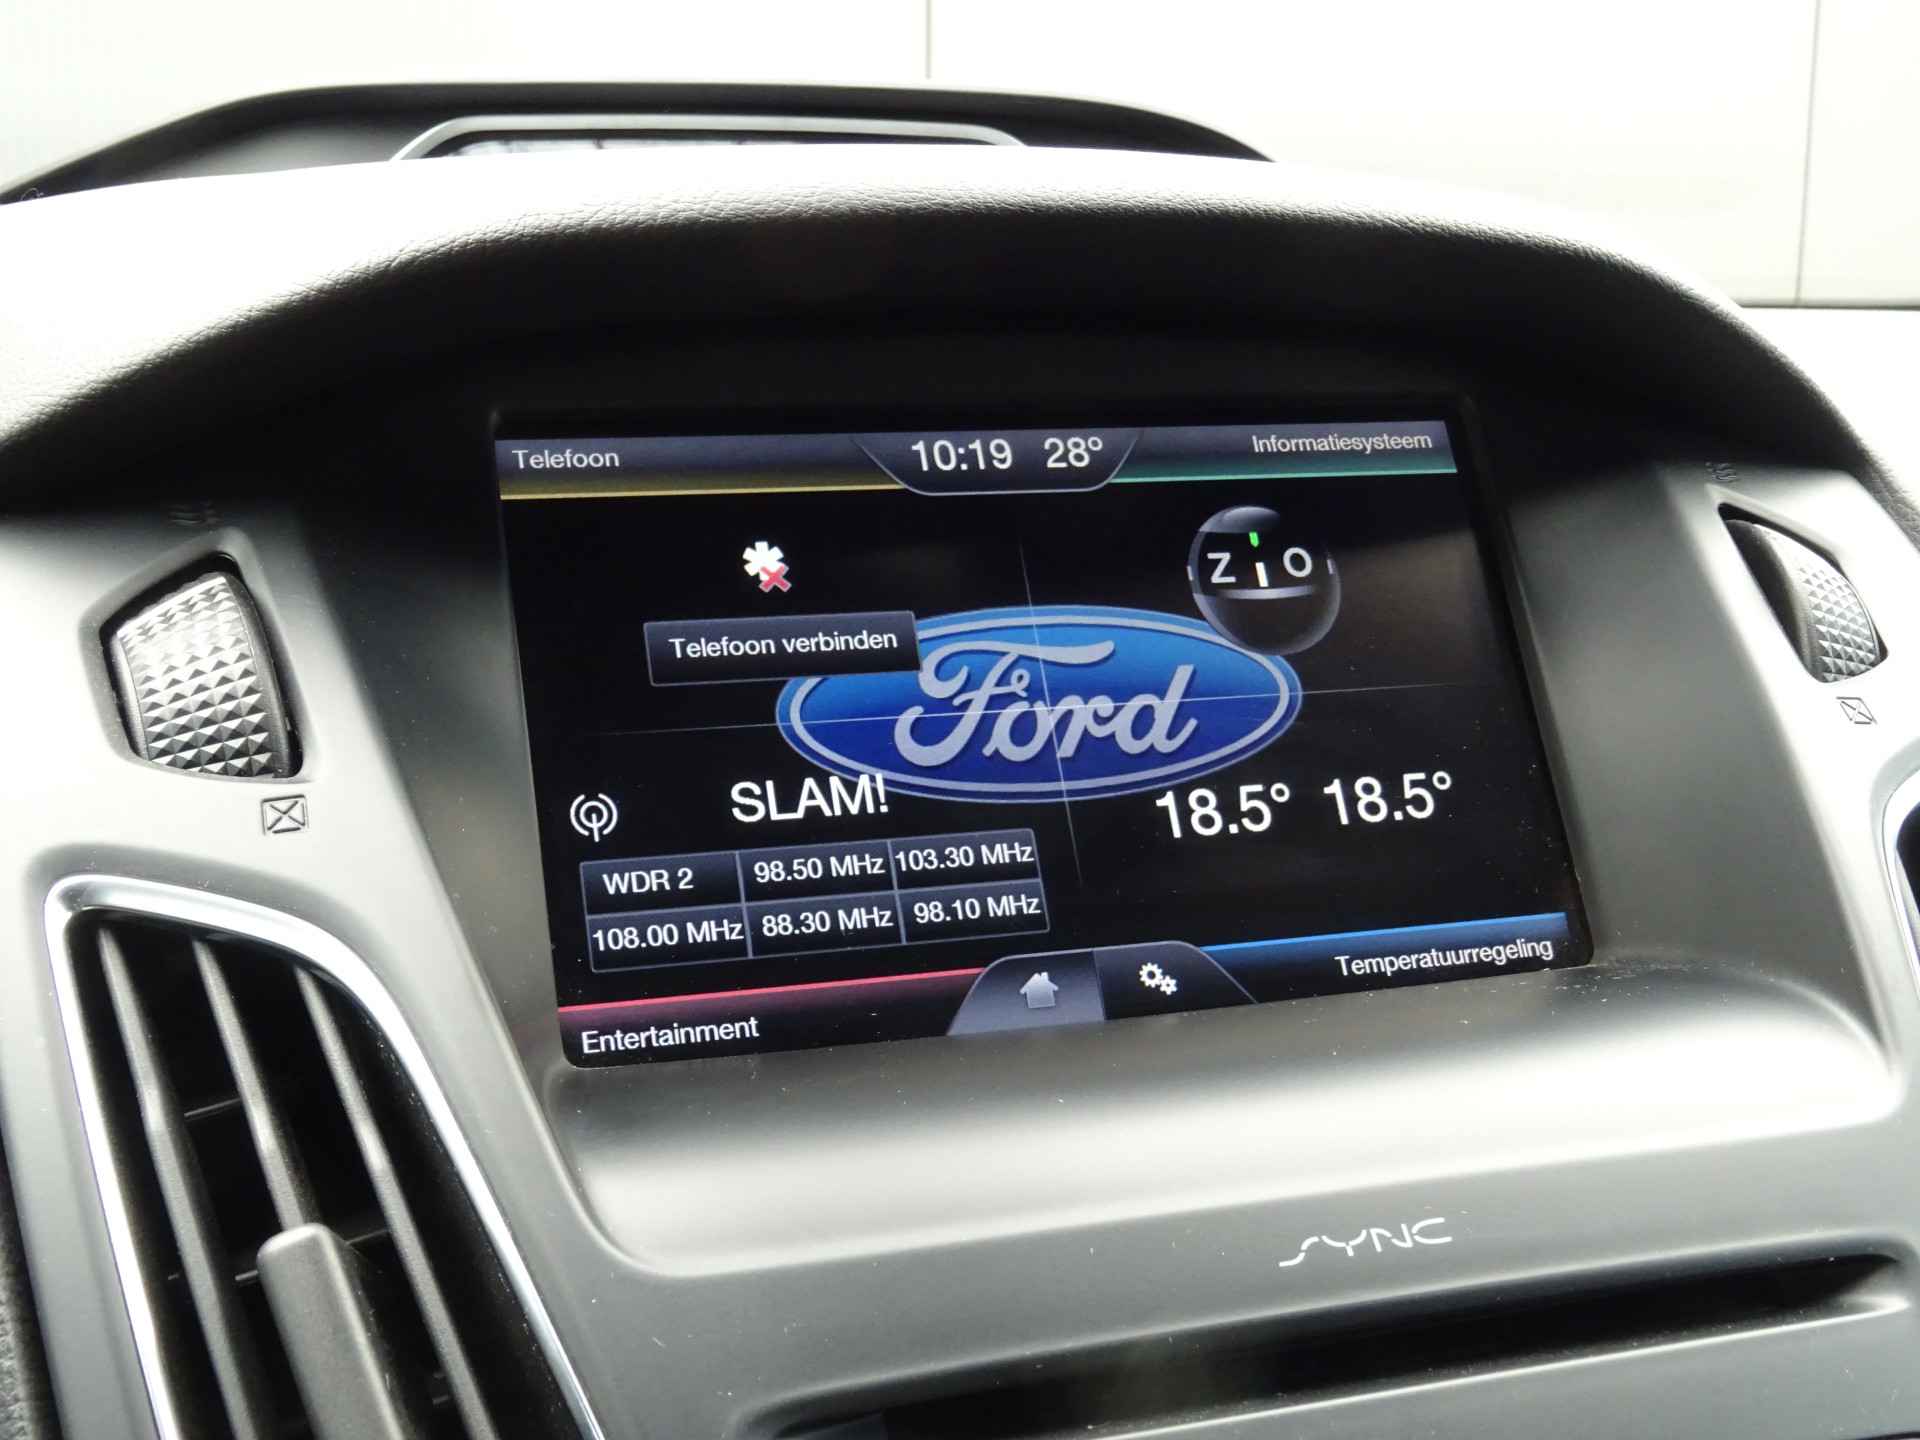 Telefoon
10:19 28°
Informatiesysteem
Z O
Telefoon verbinden
Ford
SLAM!
18.5° 18.5°
WDR 2 98.50 MHz 103.30 MHz
108.00 MHz 88.30 MHz 98.10 MHz
Entertainment
Temperatuurregeling
SYNC